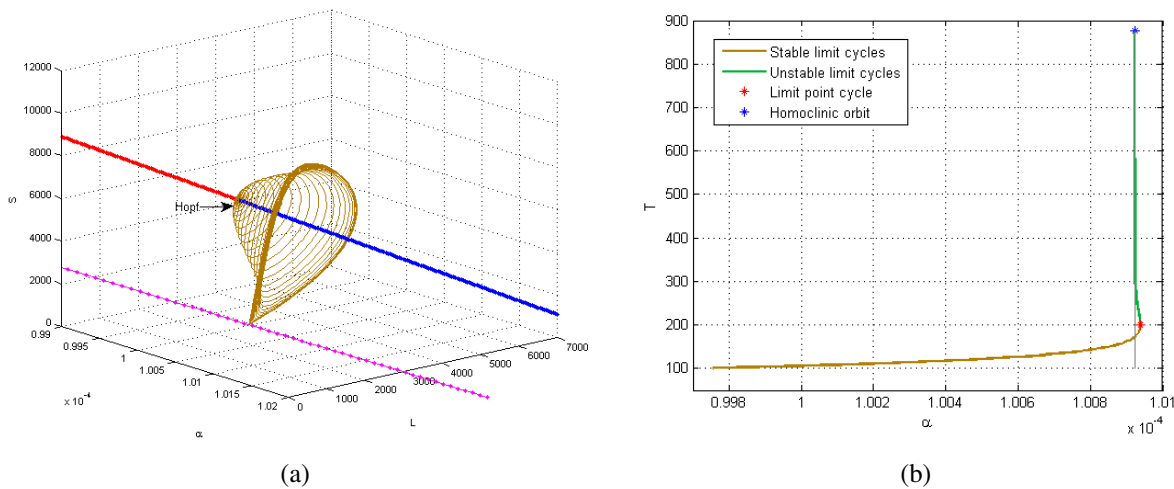 12000
10000
8000
6000
4000
2000
0
S
Hopf
0.99
0.995
1
1.005
1.01
1.015
1.02
x 10⁻⁴
α
0
1000
2000
3000
4000
5000
6000
7000
L
(a)
900
800
700
600
500
400
300
200
100
T
Stable limit cycles
Unstable limit cycles
Limit point cycle
Homoclinic orbit
0.998
1
1.002
1.004
1.006
1.008
1.01
α
x 10⁻⁴
(b)